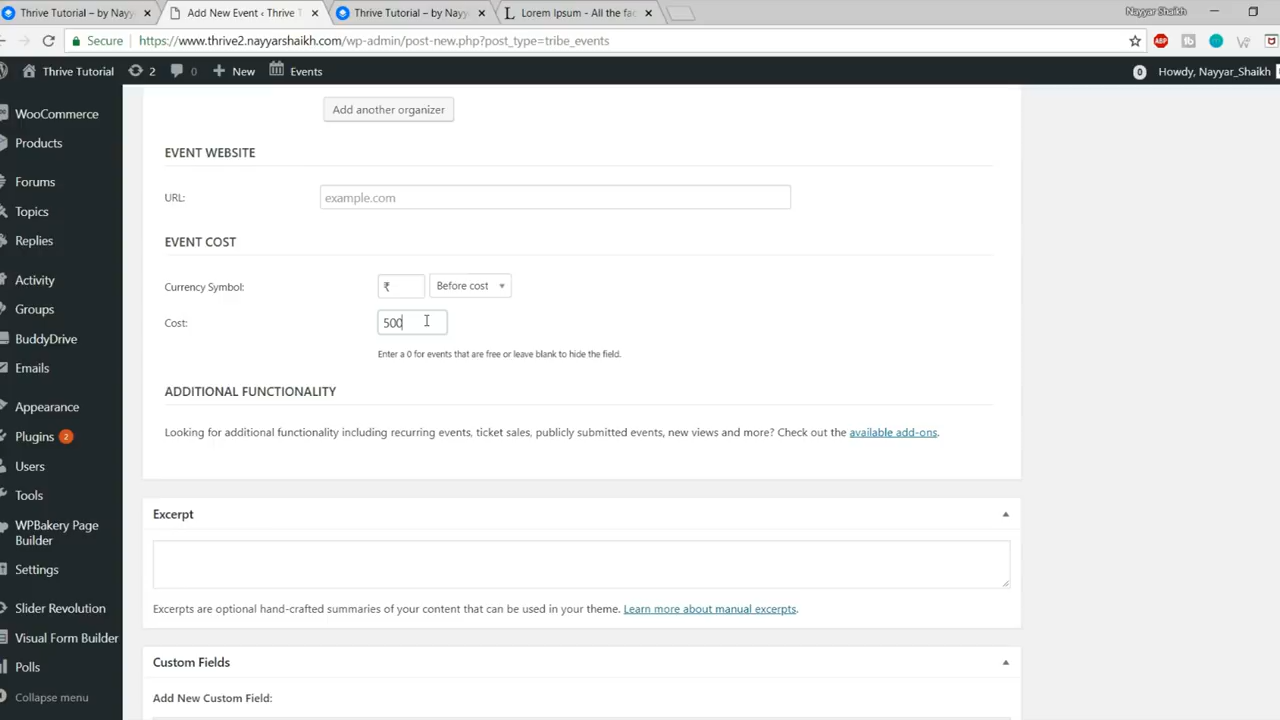 Thrive Tutorial – by Nayy
Add New Event ‹ Thrive T
Thrive Tutorial – by Nayy
Lorem Ipsum - All the fac
Nayyar Shaikh
Secure
https://www.thrive2.nayyarshaikh.com/wp-admin/post-new.php?post_type=tribe_events
ABP
Thrive Tutorial
2
0
New
Events
0
Howdy, Nayyar_Shaikh
WooCommerce
Products
Forums
Topics
Replies
Activity
Groups
BuddyDrive
Emails
Appearance
Plugins 2
Users
Tools
WPBakery Page
Builder
Settings
Slider Revolution
Visual Form Builder
Polls
Collapse menu
Add another organizer
EVENT WEBSITE
URL:
example.com
EVENT COST
Currency Symbol:
₹
Before cost
Cost:
500
Enter a 0 for events that are free or leave blank to hide the field.
ADDITIONAL FUNCTIONALITY
Looking for additional functionality including recurring events, ticket sales, publicly submitted events, new views and more? Check out the available add-ons.
Excerpt
Excerpts are optional hand-crafted summaries of your content that can be used in your theme. Learn more about manual excerpts.
Custom Fields
Add New Custom Field: